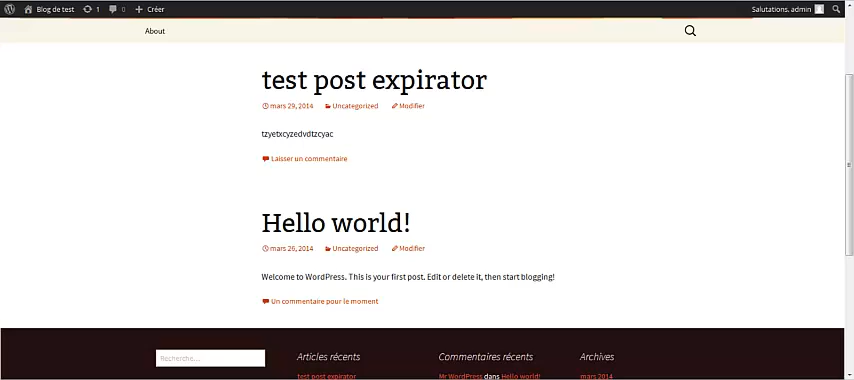 Blog de test 1 0 Créer Salutations, admin
About
test post expirator
mars 29, 2014 Uncategorized Modifier
tzyetxcyzedvdtzcyac
Laisser un commentaire
Hello world!
mars 26, 2014 Uncategorized Modifier
Welcome to WordPress. This is your first post. Edit or delete it, then start blogging!
Un commentaire pour le moment
Recherche... Articles récents Commentaires récents Archives
test post expirator Mr WordPress dans Hello world! mars 2014